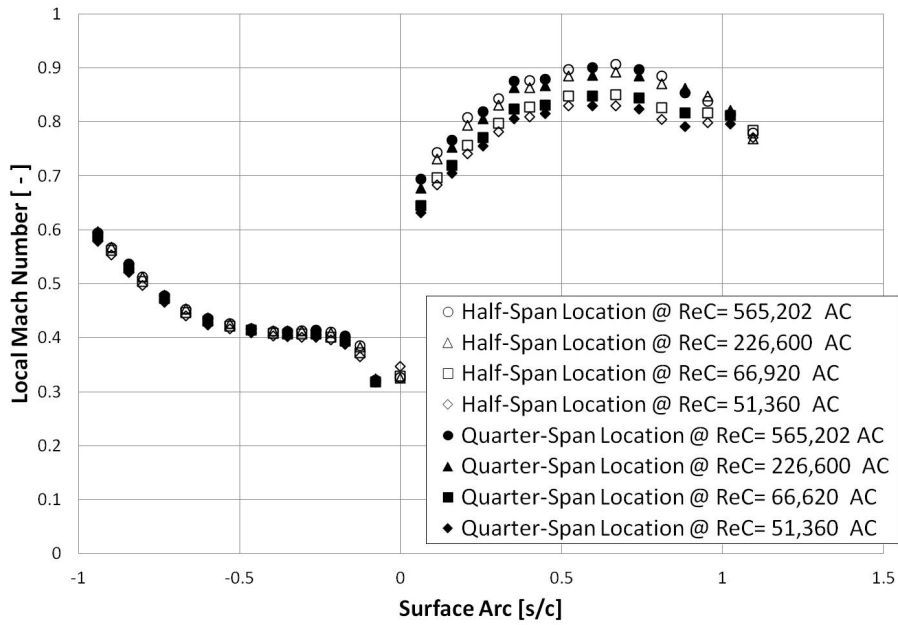 1
0.9
0.8
0.7
0.6
0.5
0.4
0.3
0.2
0.1
0
Local Mach Number [ - ]
Half-Span Location @ ReC= 565,202 AC
Half-Span Location @ ReC= 226,600 AC
Half-Span Location @ ReC= 66,920 AC
Half-Span Location @ ReC= 51,360 AC
Quarter-Span Location @ ReC= 565,202 AC
Quarter-Span Location @ ReC= 226,600 AC
Quarter-Span Location @ ReC= 66,620 AC
Quarter-Span Location @ ReC= 51,360 AC
-1 -0.5 0 0.5 1 1.5
Surface Arc [s/c]